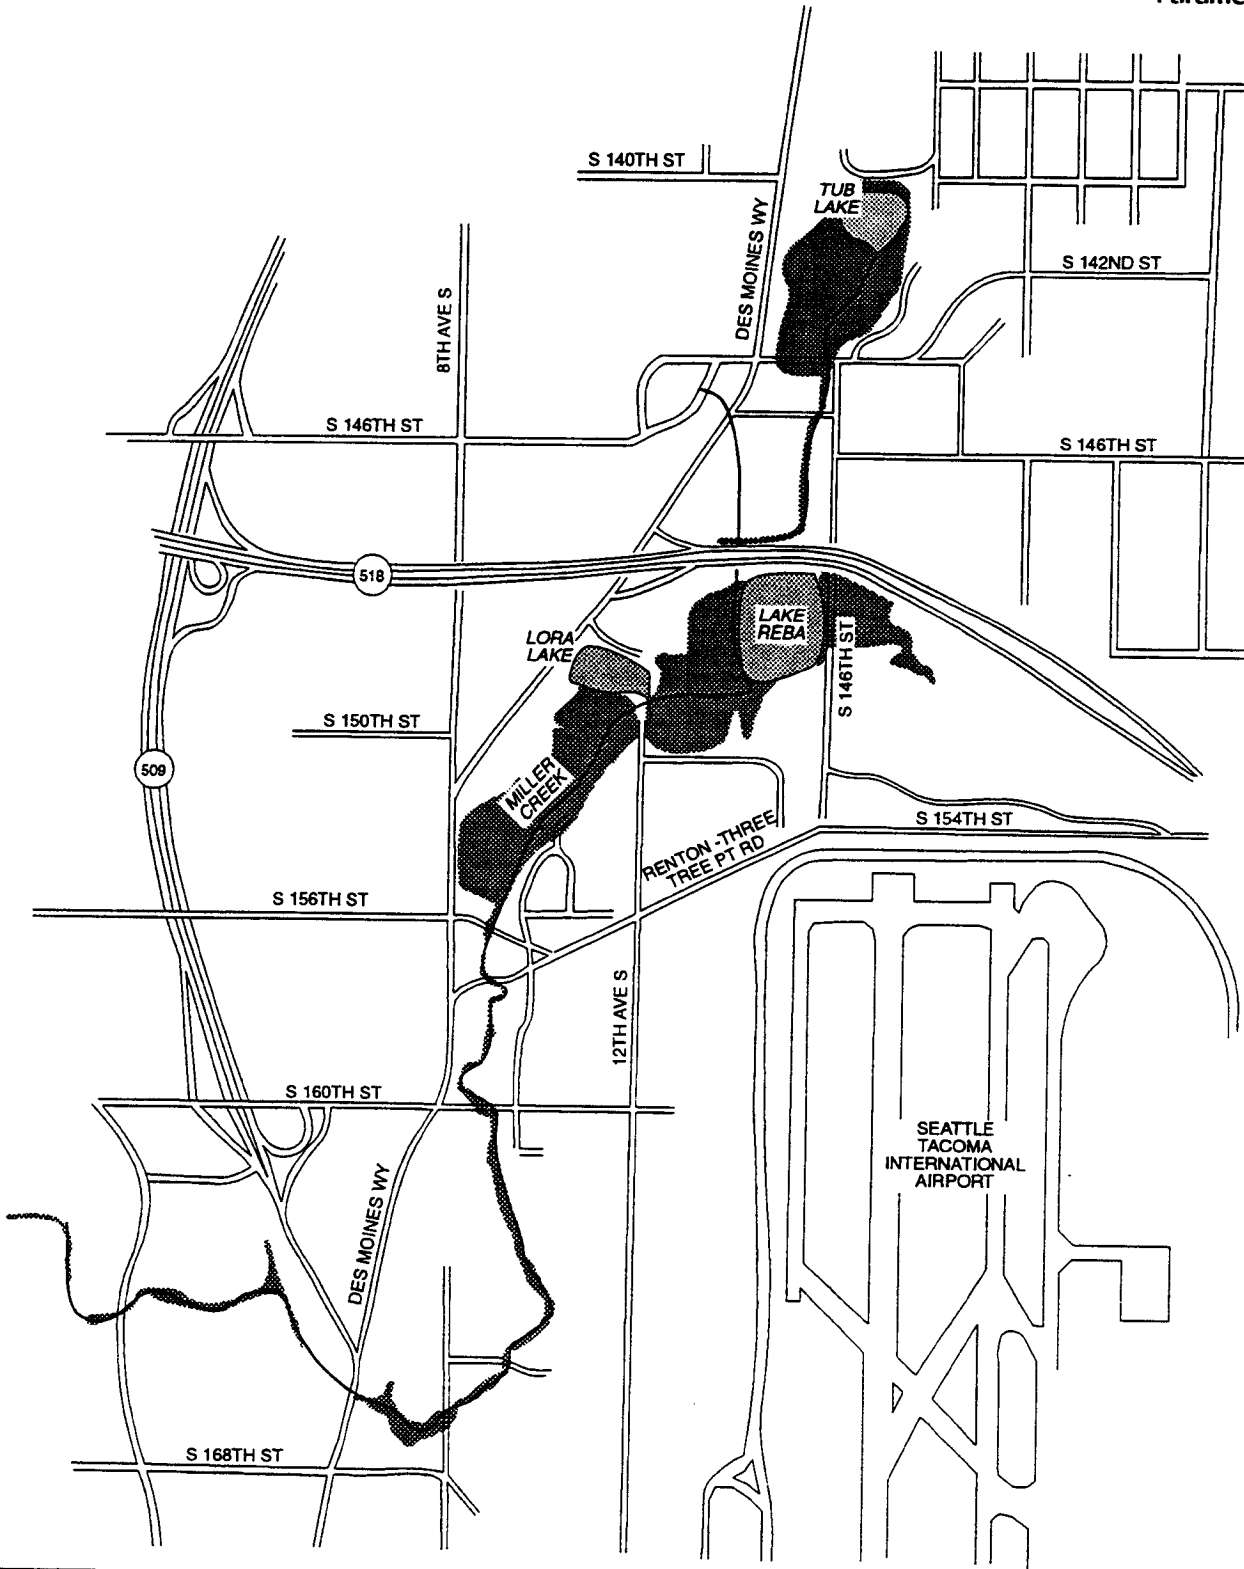 S 140TH ST
TUB
LAKE
DES MOINES WY
S 142ND ST
8TH AVE S
S 146TH ST
S 146TH ST
518
LAKE
REBA
LORA
LAKE
S 146TH ST
S 150TH ST
509
MILLER
CREEK
S 154TH ST
RENTON -THREE
TREE PT RD
S 156TH ST
12TH AVE S
S 160TH ST
SEATTLE
TACOMA
INTERNATIONAL
AIRPORT
DES MOINES WY
S 168TH ST